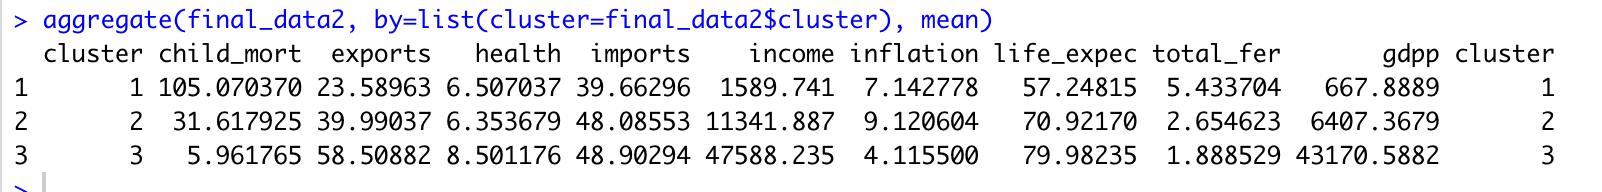 > aggregate(final_data2, by=list(cluster=final_data2$cluster), mean)
cluster child_mort exports health imports income inflation life_expec total_fer gdpp cluster
1 1 105.070370 23.58963 6.507037 39.66296 1589.741 7.142778 57.24815 5.433704 667.8889 1
2 2 31.617925 39.99037 6.353679 48.08553 11341.887 9.120604 70.92170 2.654623 6407.3679 2
3 3 5.961765 58.50882 8.501176 48.90294 47588.235 4.115500 79.98235 1.888529 43170.5882 3
>